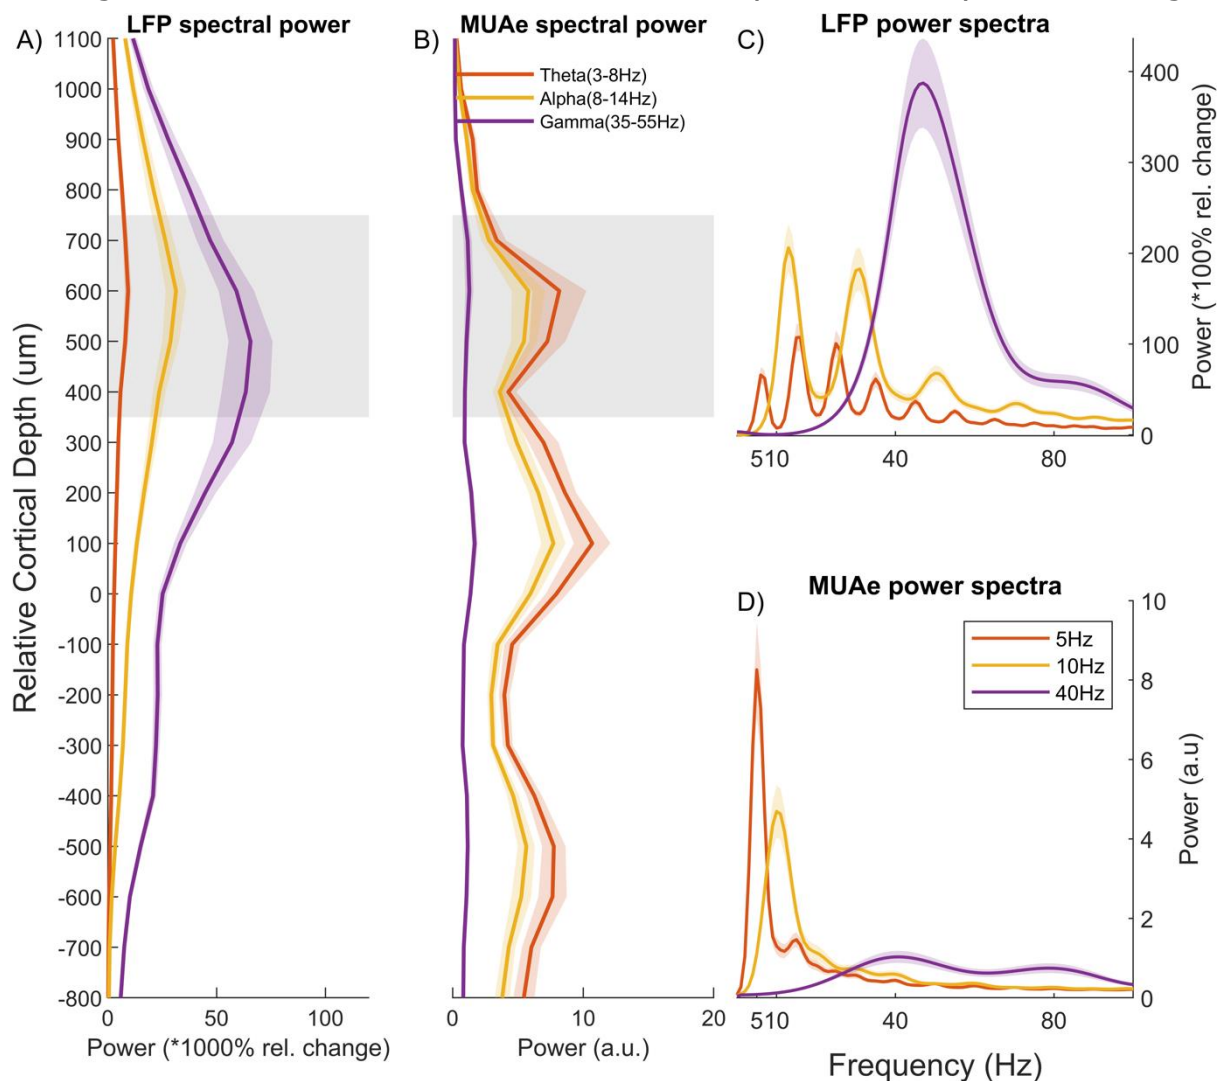 A)
LFP spectral power
Relative Cortical Depth (um)
1100
1000
900
800
700
600
500
400
300
200
100
0
-100
-200
-300
-400
-500
-600
-700
-800
0 50 100
Power (*1000% rel. change)
B)
MUAe spectral power
Theta(3-8Hz)
Alpha(8-14Hz)
Gamma(35-55Hz)
0 10 20
Power (a.u.)
C)
LFP power spectra
400
300
200
100
0
Power (*100% rel. change)
510 40 80
D)
MUAe power spectra
5Hz
10Hz
40Hz
10
8
6
4
2
0
Power (a.u)
510 40 80
Frequency (Hz)